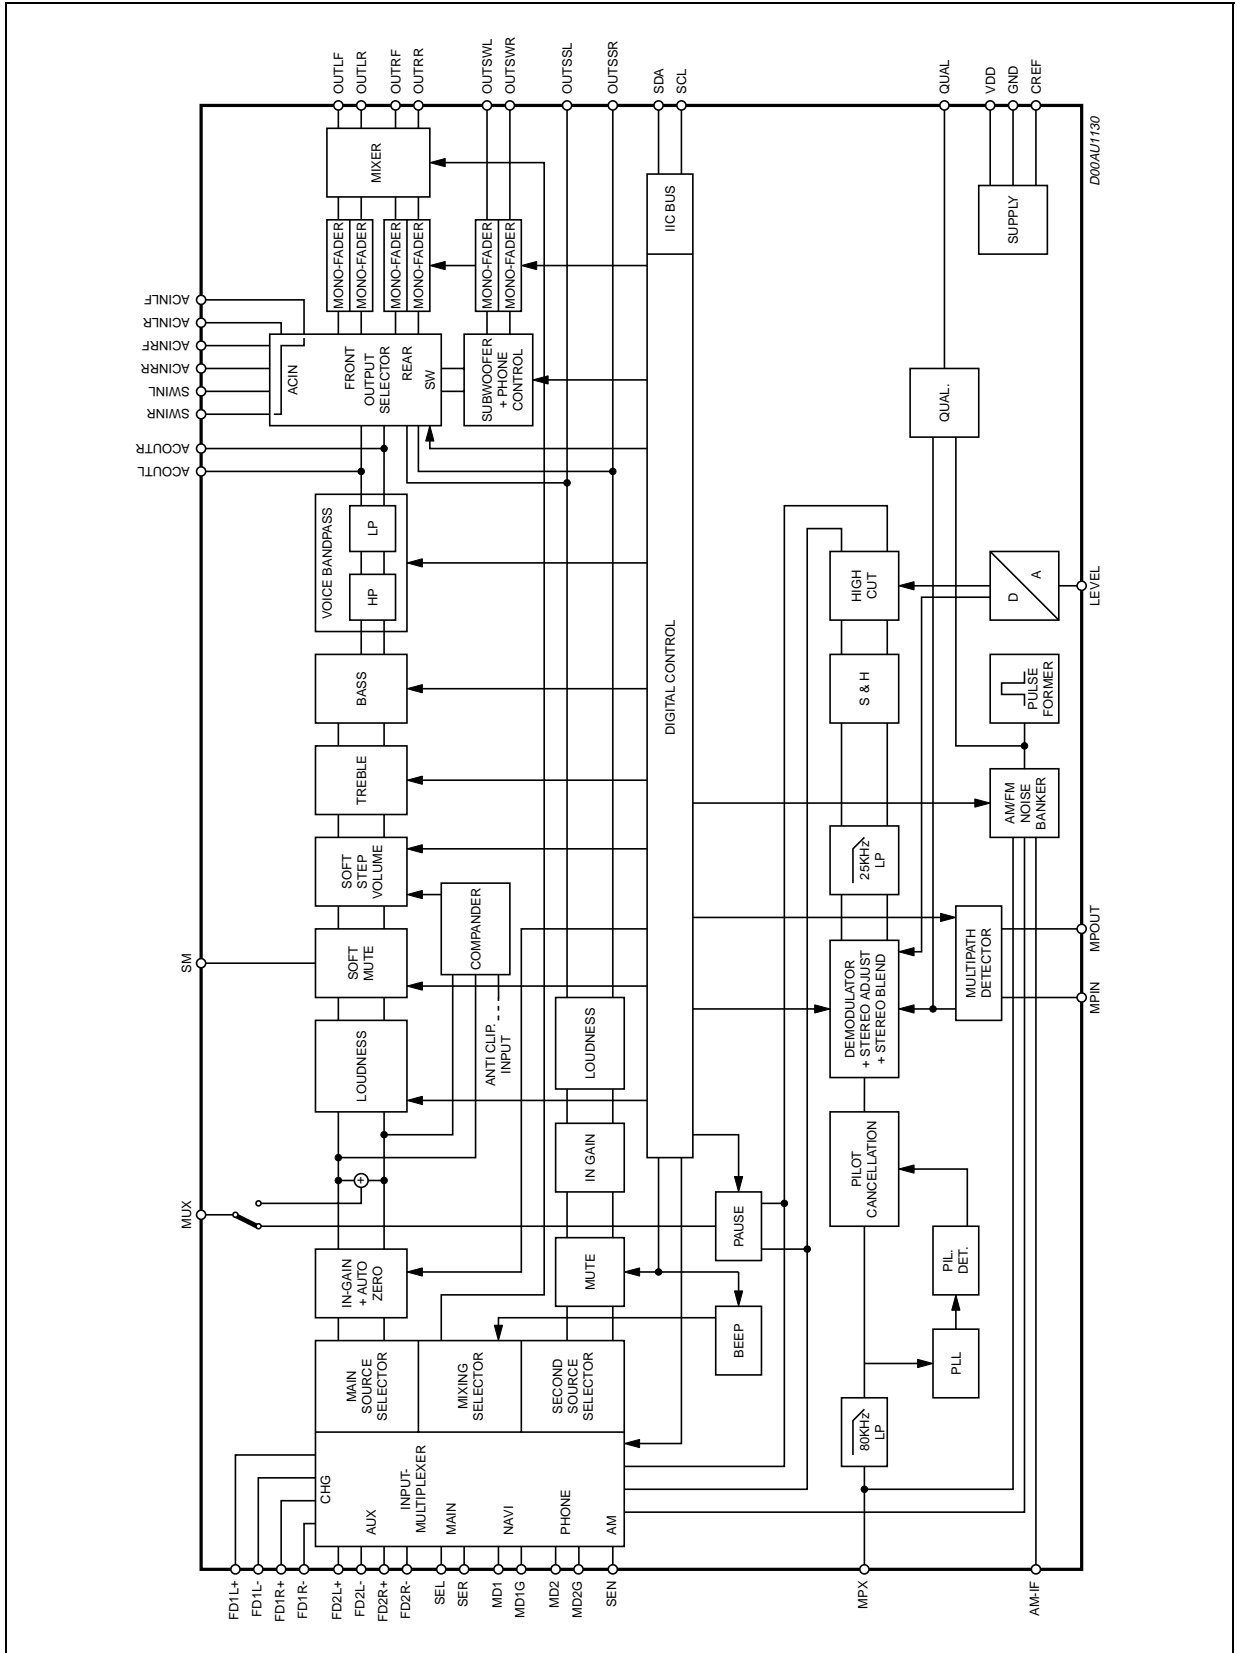 OUTLF
OUTLR
OUTRF
OUTRR
OUTSWL
OUTSWR
OUTSSL
OUTSSR
SDA
SCL
QUAL
VDD
GND
CREF
D00AU1130
MIXER
IIC BUS
SUPPLY
MONO-FADER
MONO-FADER
MONO-FADER
MONO-FADER
MONO-FADER
MONO-FADER
ACINLF
ACINLR
ACINRF
ACINRR
SWINL
SWINR
ACOUTR
ACOUTL
ACIN
FRONT
OUTPUT
SELECTOR
REAR
SW
SUBWOOFER
+ PHONE
CONTROL
QUAL.
VOICE BANDPASS
LP
HP
HIGH
CUT
D
A
LEVEL
BASS
DIGITAL CONTROL
S & H
PULSE
FORMER
TREBLE
AM/FM
NOISE
BANKER
SOFT
STEP
VOLUME
COMPANDER
25KHz
LP
SM
SOFT
MUTE
MULTIPATH
DETECTOR
MPOUT
MPIN
LOUDNESS
ANTI CLIP.
INPUT
LOUDNESS
DEMODULATOR
+ STEREO ADJUST
+ STEREO BLEND
IN GAIN
PILOT
CANCELLATION
+
MUX
PAUSE
PIL.
DET.
IN-GAIN
+ AUTO
ZERO
MUTE
BEEP
PLL
MAIN
SOURCE
SELECTOR
MIXING
SELECTOR
SECOND
SOURCE
SELECTOR
80KHz
LP
CHG
AUX
INPUT-
MULTIPLEXER
MAIN
NAVI
PHONE
AM
FD1L+
FD1L-
FD1R+
FD1R-
FD2L+
FD2L-
FD2R+
FD2R-
SEL
SER
MD1
MD1G
MD2
MD2G
SEN
MPX
AM-IF